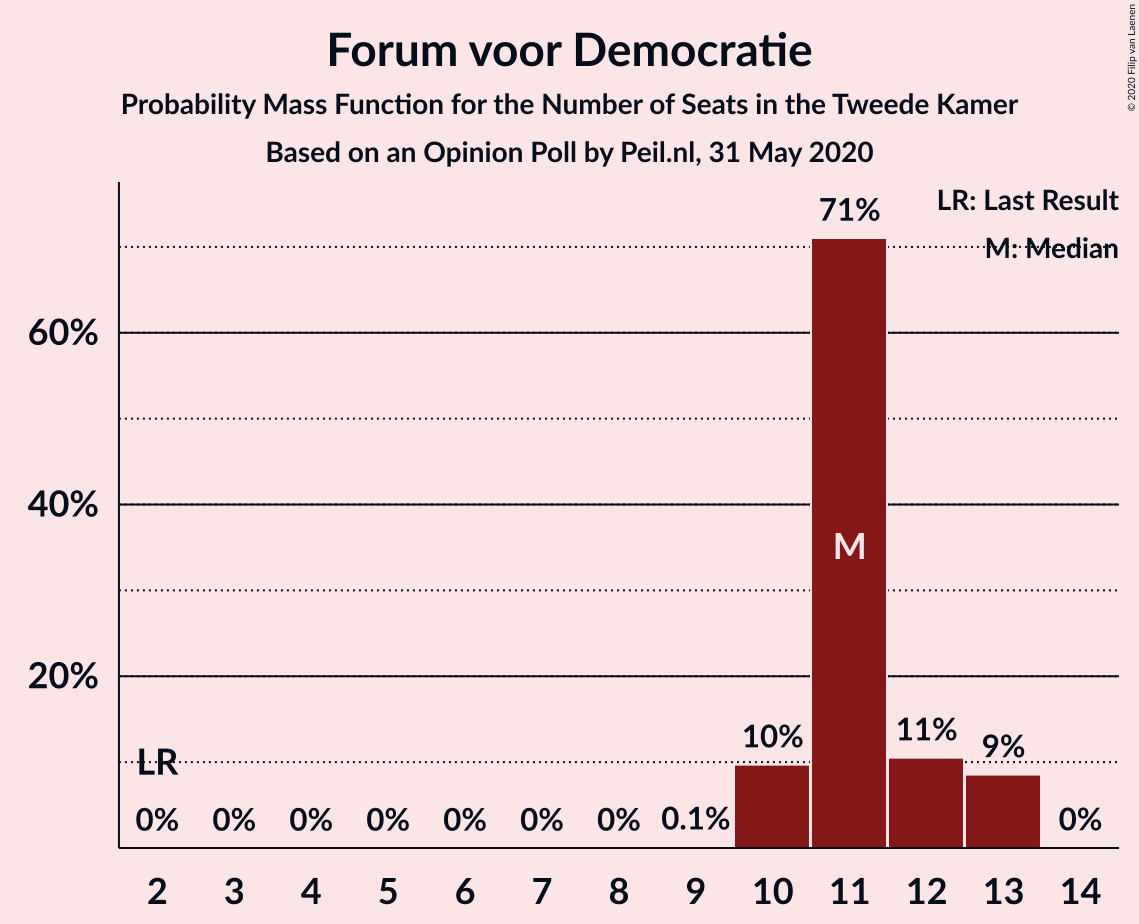 Forum voor Democratie
Probability Mass Function for the Number of Seats in the Tweede Kamer
Based on an Opinion Poll by Peil.nl, 31 May 2020
© 2020 Filip van Laenen
LR: Last Result
M: Median
71%
60%
40%
M
20%
LR
0% 0% 0% 0% 0% 0% 0% 0.1% 10% 11% 9% 0%
2 3 4 5 6 7 8 9 10 11 12 13 14